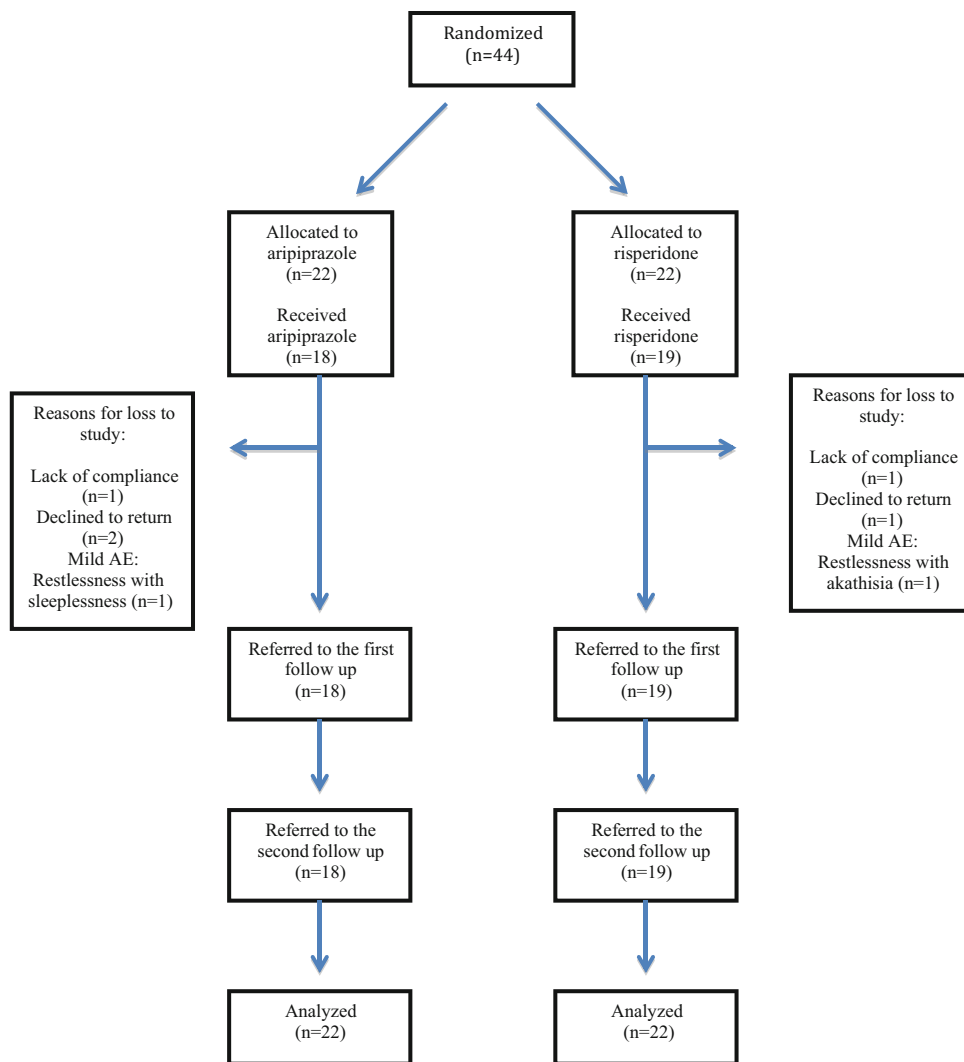 Randomized
(n=44)
Allocated to
aripiprazole
(n=22)
Received
aripiprazole
(n=18)
Allocated to
risperidone
(n=22)
Received
risperidone
(n=19)
Reasons for loss to
study:
Lack of compliance
(n=1)
Declined to return
(n=2)
Mild AE:
Restlessness with
sleeplessness (n=1)
Reasons for loss to
study:
Lack of compliance
(n=1)
Declined to return
(n=1)
Mild AE:
Restlessness with
akathisia (n=1)
Referred to the first
follow up
(n=18)
Referred to the first
follow up
(n=19)
Referred to the
second follow up
(n=18)
Referred to the
second follow up
(n=19)
Analyzed
(n=22)
Analyzed
(n=22)